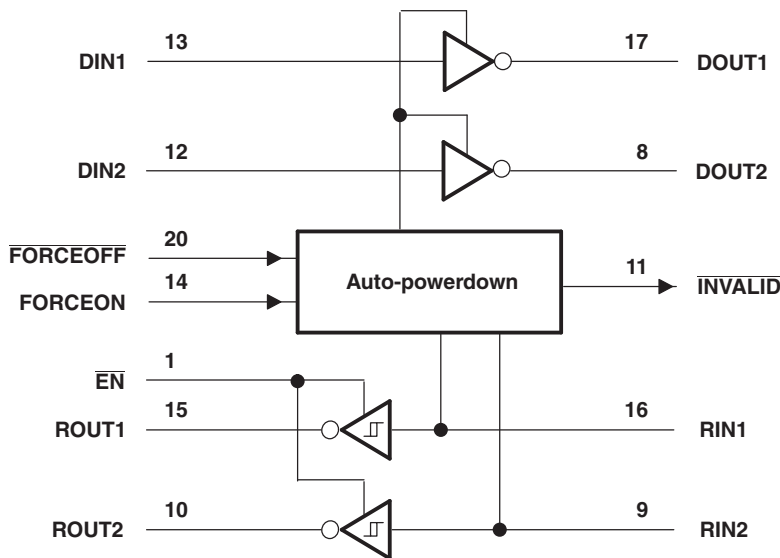 DIN1 13 17 DOUT1
DIN2 12 8 DOUT2
FORCEOFF 20
Auto-powerdown 11 INVALID
FORCEON 14
EN 1
ROUT1 15 16 RIN1
ROUT2 10 9 RIN2